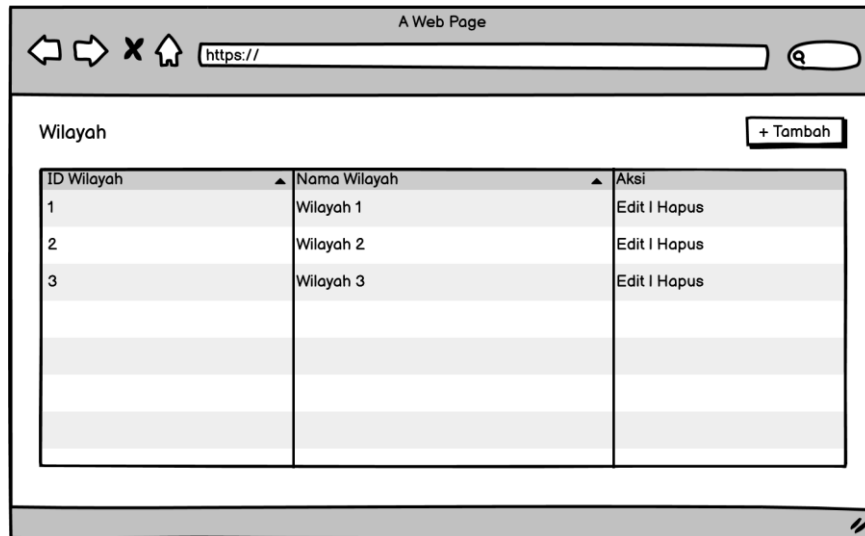 A Web Page
https://
Wilayah
+ Tambah
ID Wilayah Nama Wilayah Aksi
1 Wilayah 1 Edit | Hapus
2 Wilayah 2 Edit | Hapus
3 Wilayah 3 Edit | Hapus